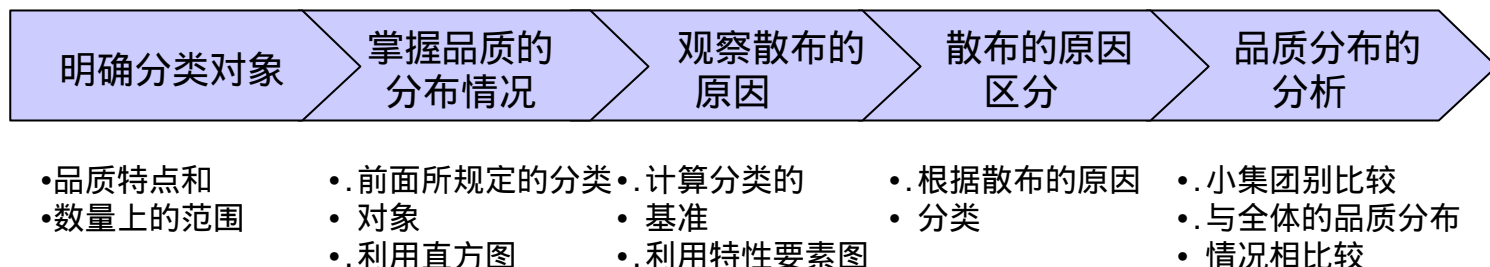 明确分类对象
掌握品质的
分布情况
观察散布的
原因
散布的原因
区分
品质分布的
分析
•品质特点和
•数量上的范围
•.前面所规定的分类
• 对象
•.利用直方图
•.计算分类的
• 基准
•.利用特性要素图
•.根据散布的原因
• 分类
•.小集团别比较
•.与全体的品质分布
• 情况相比较